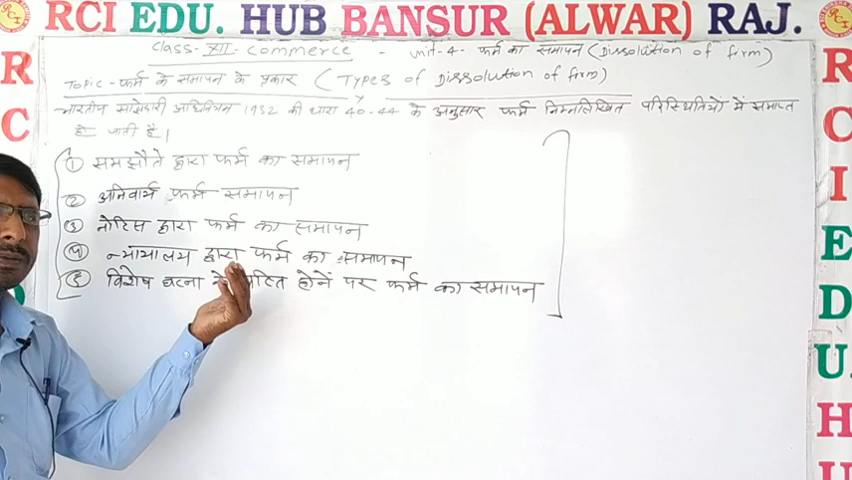 RCI EDU. HUB BANSUR (ALWAR) RAJ.
Class-XII-Commerce - Unit-4- फर्म का समापन (Dissolution of firm)
Topic-फर्म के समापन के प्रकार (Types of Dissolution of firm)
भारतीय साझेदारी अधिनियम 1932 की धारा 40-44 के अनुसार फर्म निम्नलिखित परिस्थितियों में समाप्त
हो जाती है।
① समझौते द्वारा फर्म का समापन
② अनिवार्य फर्म समापन
③ नोटिस द्वारा फर्म का समापन
④ न्यायालय द्वारा फर्म का समापन
⑤ विशेष घटना के घटित होनें पर फर्म का समापन
R
C
R
C
I
E
D
U.
H
U